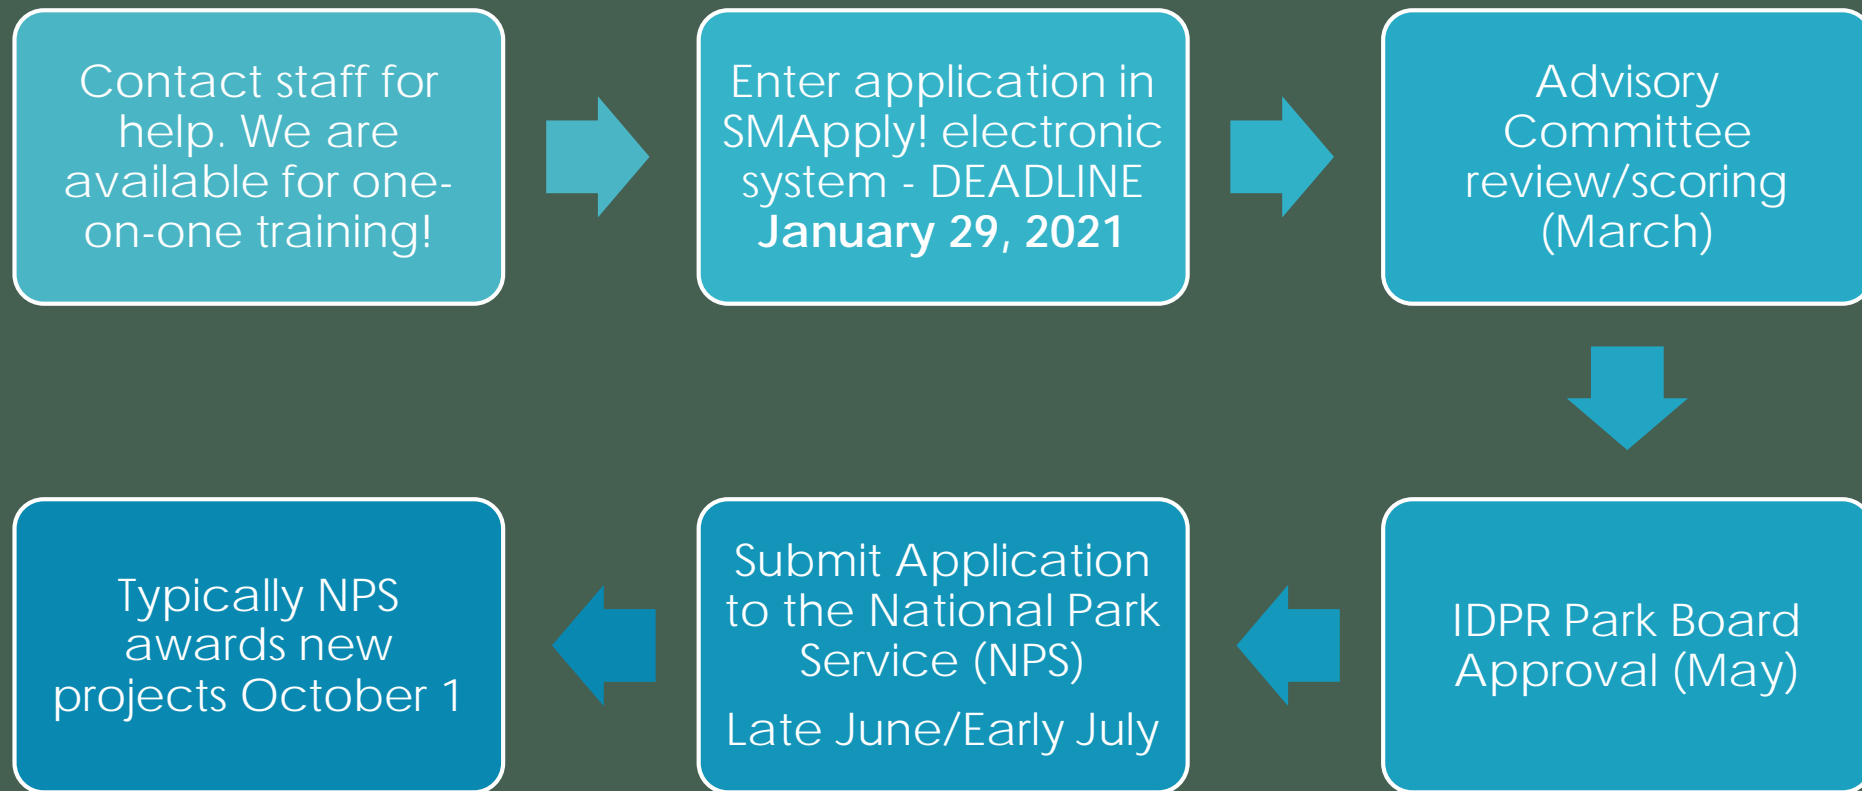 Contact staff for
help. We are
available for one-
on-one training!
Enter application in
SMApply! electronic
system - DEADLINE
January 29, 2021
Advisory
Committee
review/scoring
(March)
IDPR Park Board
Approval (May)
Submit Application
to the National Park
Service (NPS)
Late June/Early July
Typically NPS
awards new
projects October 1